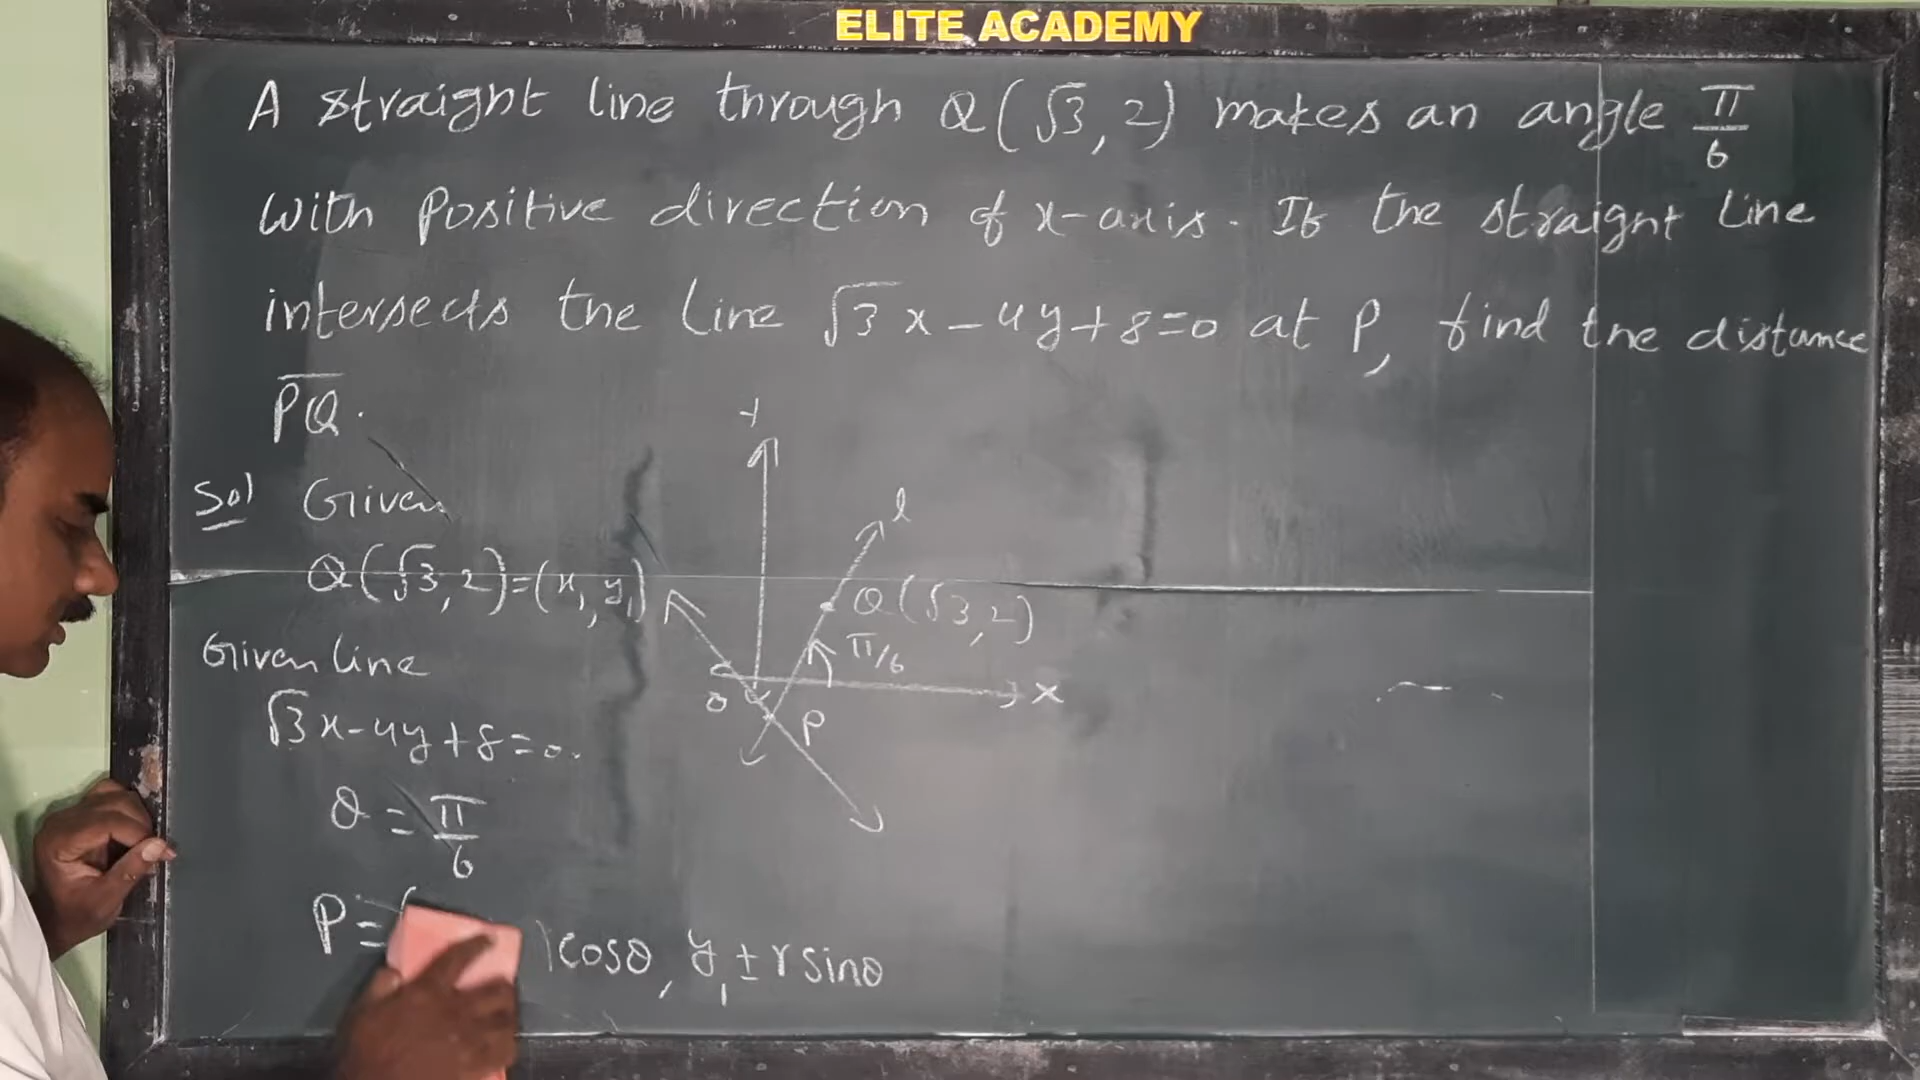 ELITE ACADEMY
A straight line through Q(√3, 2) makes an angle π/6
with Positive direction of x-axis. If the straight line
intersects the line √3x-4y+8=0 at P, find the distance
PQ.
Sol Given
Q(√3, 2)=(x₁, y₁)
Given line
√3x-4y+8=0.
θ = π/6
P=( cosθ, y₁±rsinθ
l
Q(√3,2)
π/6
O
X
P